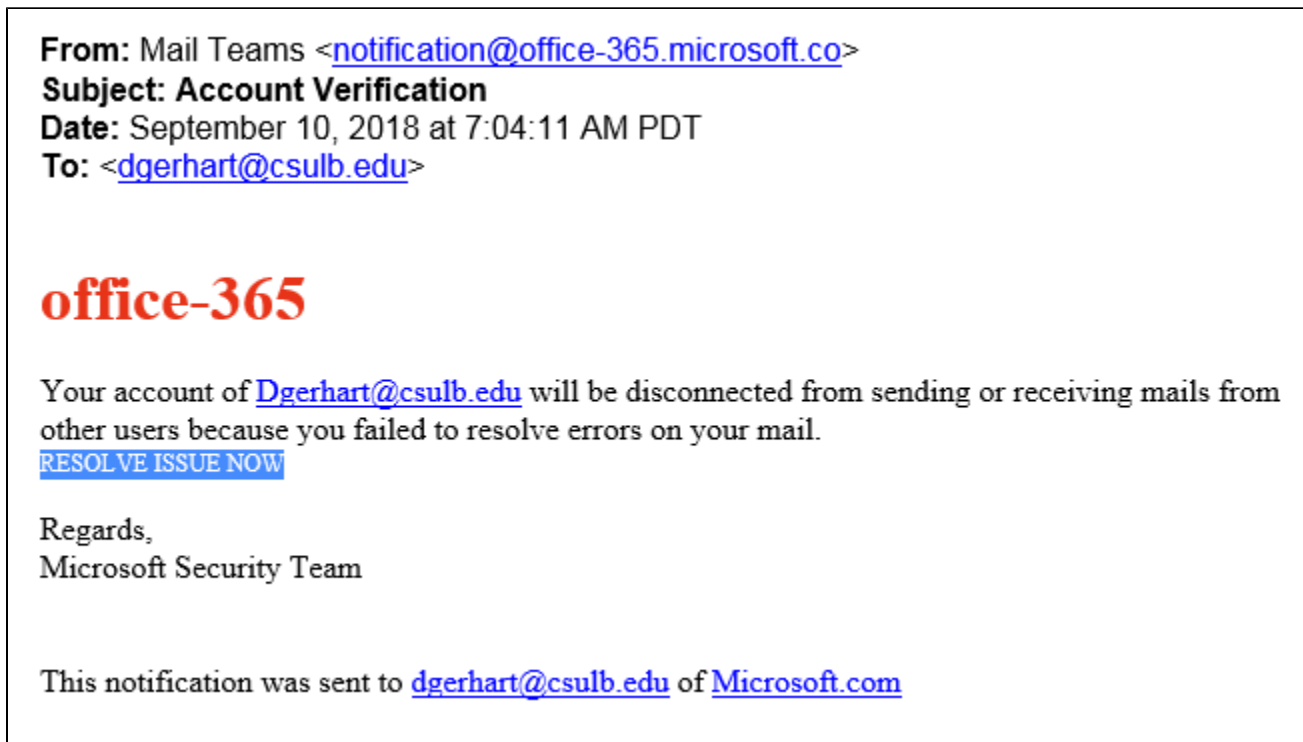 From: Mail Teams <notification@office-365.microsoft.co>
Subject: Account Verification
Date: September 10, 2018 at 7:04:11 AM PDT
To: <dgerhart@csulb.edu>
office-365
Your account of Dgerhart@csulb.edu will be disconnected from sending or receiving mails from
other users because you failed to resolve errors on your mail.
RESOLVE ISSUE NOW
Regards,
Microsoft Security Team
This notification was sent to dgerhart@csulb.edu of Microsoft.com